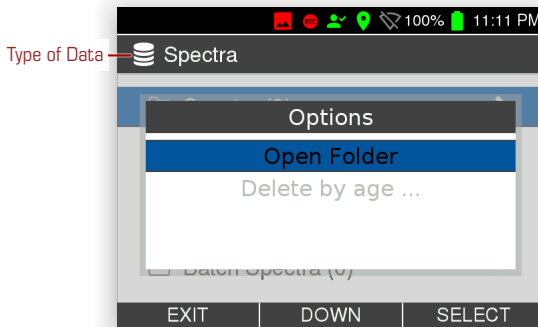 100% 11:11 PM
Type of Data
Spectra
Options
Open Folder
Delete by age ...
Batch Spectra (0)
EXIT DOWN SELECT